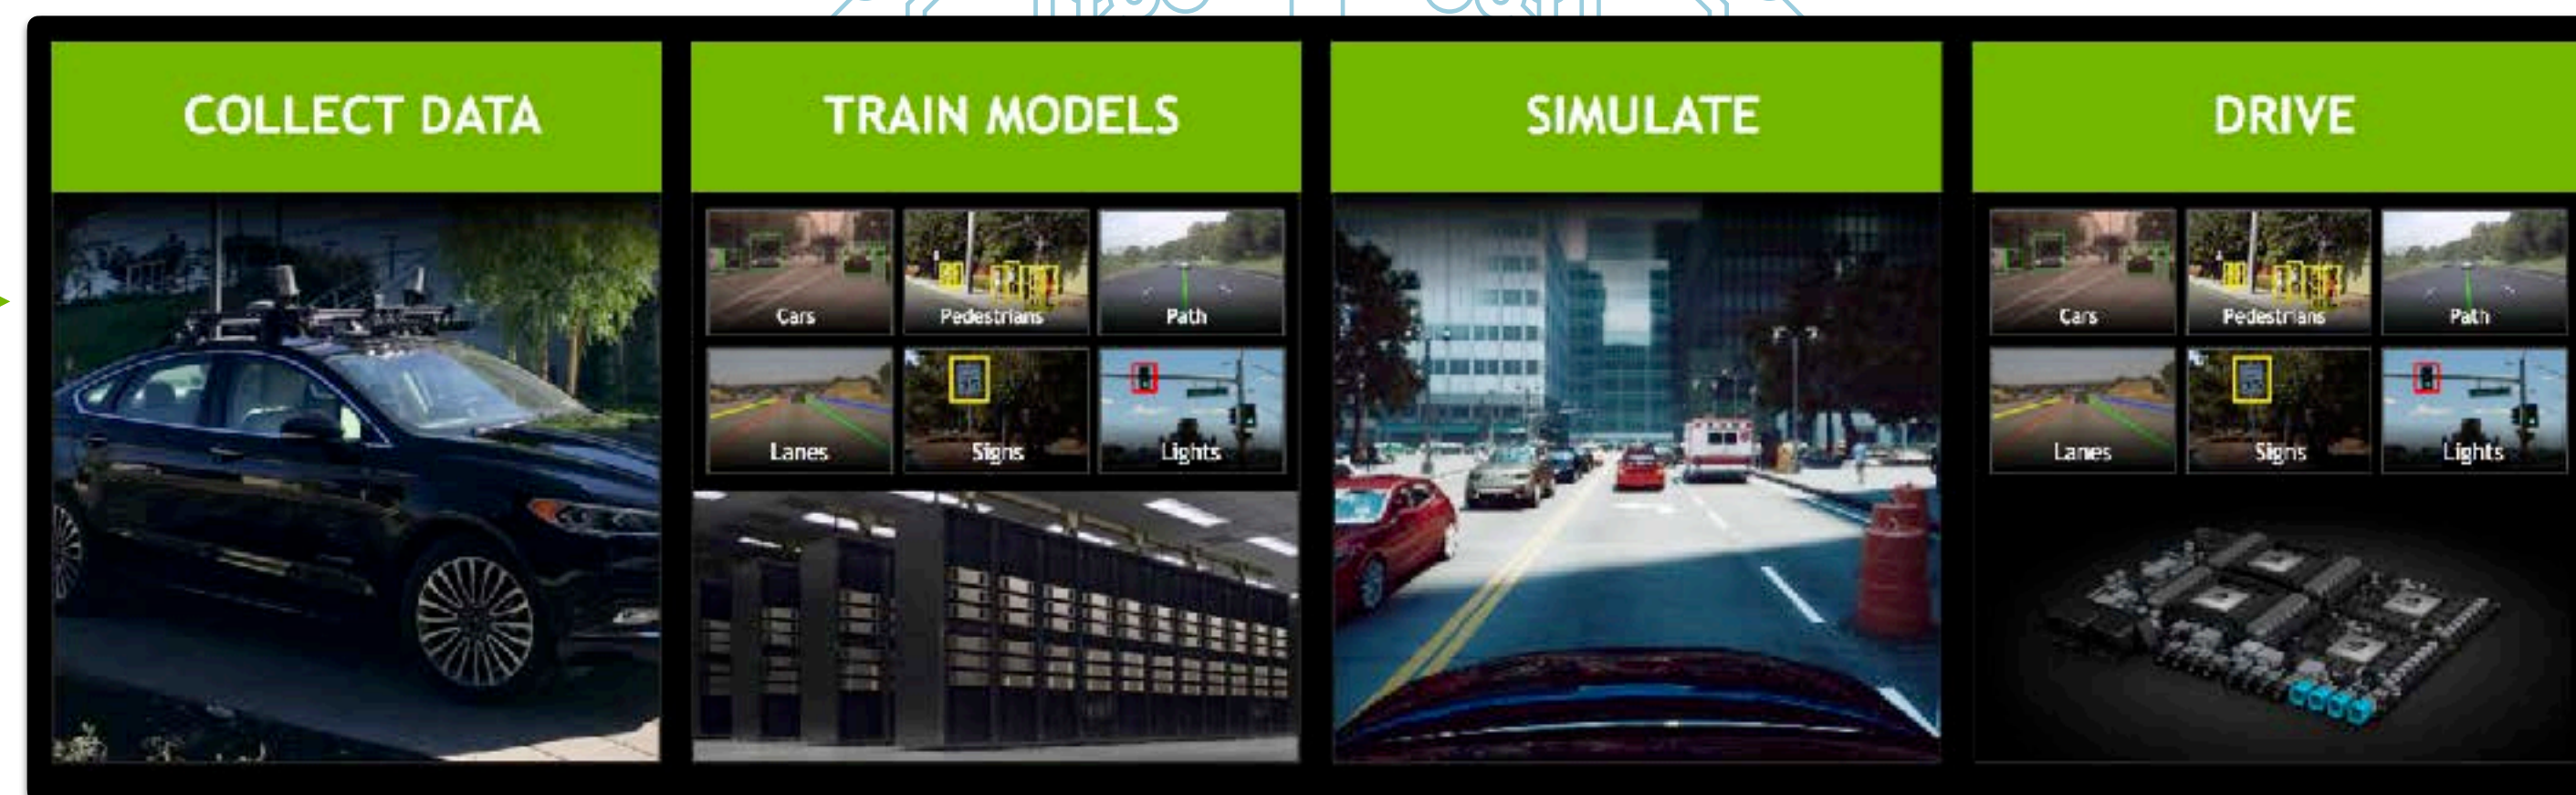 COLLECT DATA
TRAIN MODELS
Cars
Pedestrians
Path
Lanes
Signs
Lights
SIMULATE
DRIVE
Cars
Pedestrians
Path
Lanes
Signs
Lights